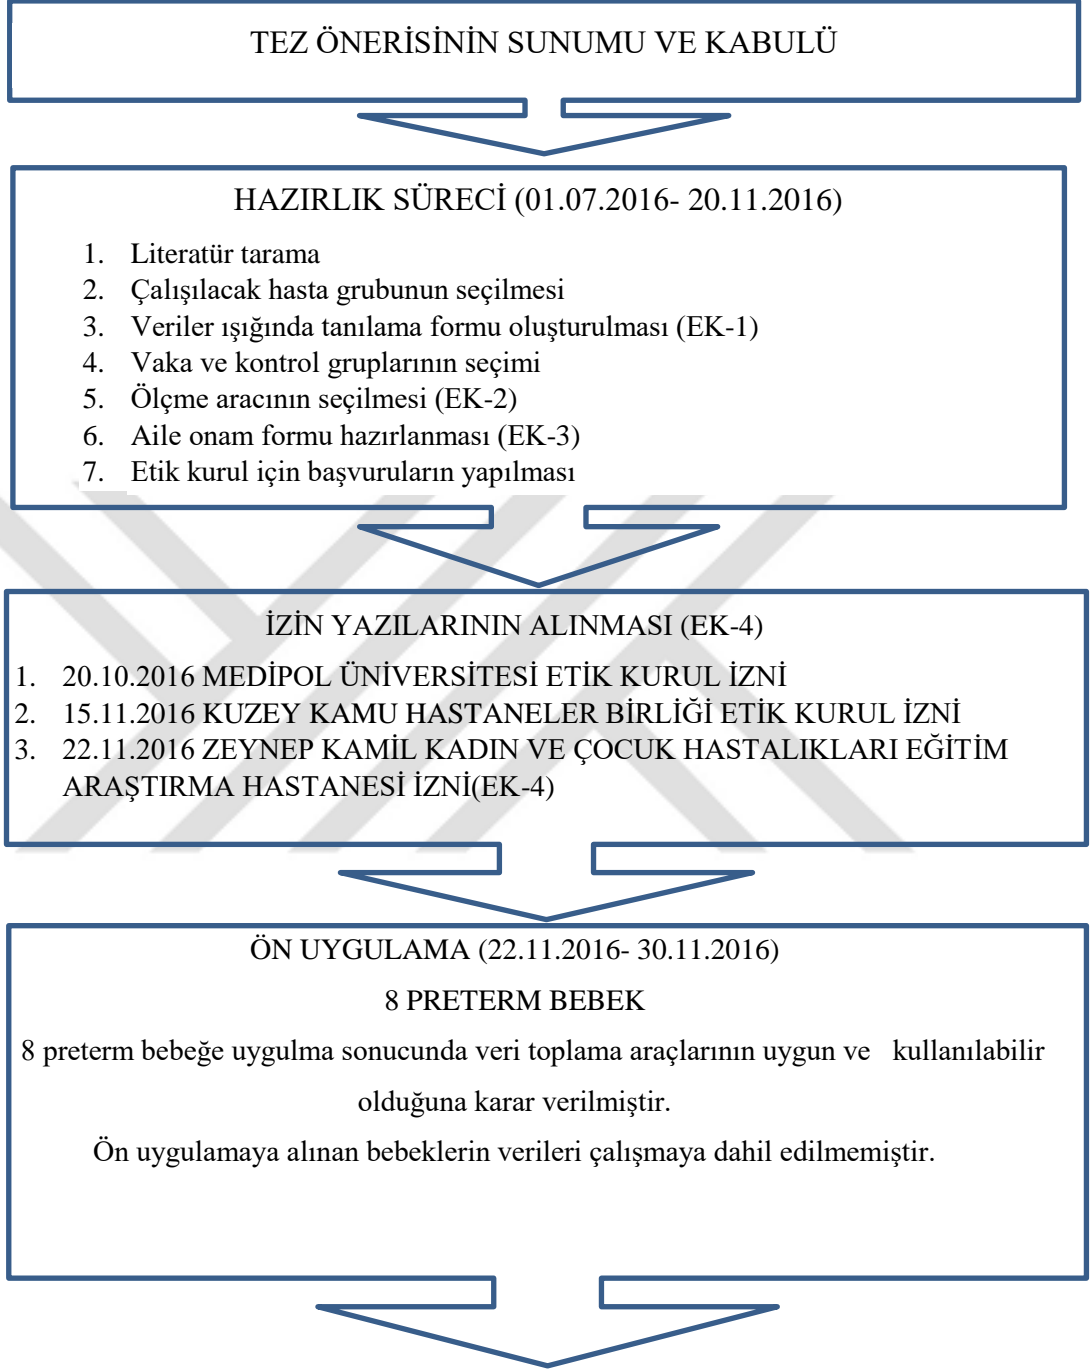 TEZ ÖNERİSİNİN SUNUMU VE KABULÜ
HAZIRLIK SÜRECİ (01.07.2016- 20.11.2016)
1. Literatür tarama
2. Çalışılacak hasta grubunun seçilmesi
3. Veriler ışığında tanılama formu oluşturulması (EK-1)
4. Vaka ve kontrol gruplarının seçimi
5. Ölçme aracının seçilmesi (EK-2)
6. Aile onam formu hazırlanması (EK-3)
7. Etik kurul için başvuruların yapılması
İZİN YAZILARININ ALINMASI (EK-4)
1. 20.10.2016 MEDİPOL ÜNİVERSİTESİ ETİK KURUL İZNİ
2. 15.11.2016 KUZEY KAMU HASTANELER BİRLİĞİ ETİK KURUL İZNİ
3. 22.11.2016 ZEYNEP KAMİL KADIN VE ÇOCUK HASTALIKLARI EĞİTİM
ARAŞTIRMA HASTANESİ İZNİ(EK-4)
ÖN UYGULAMA (22.11.2016- 30.11.2016)
8 PRETERM BEBEK
8 preterm bebeğe uygulma sonucunda veri toplama araçlarının uygun ve kullanılabilir
olduğuna karar verilmiştir.
Ön uygulamaya alınan bebeklerin verileri çalışmaya dahil edilmemiştir.